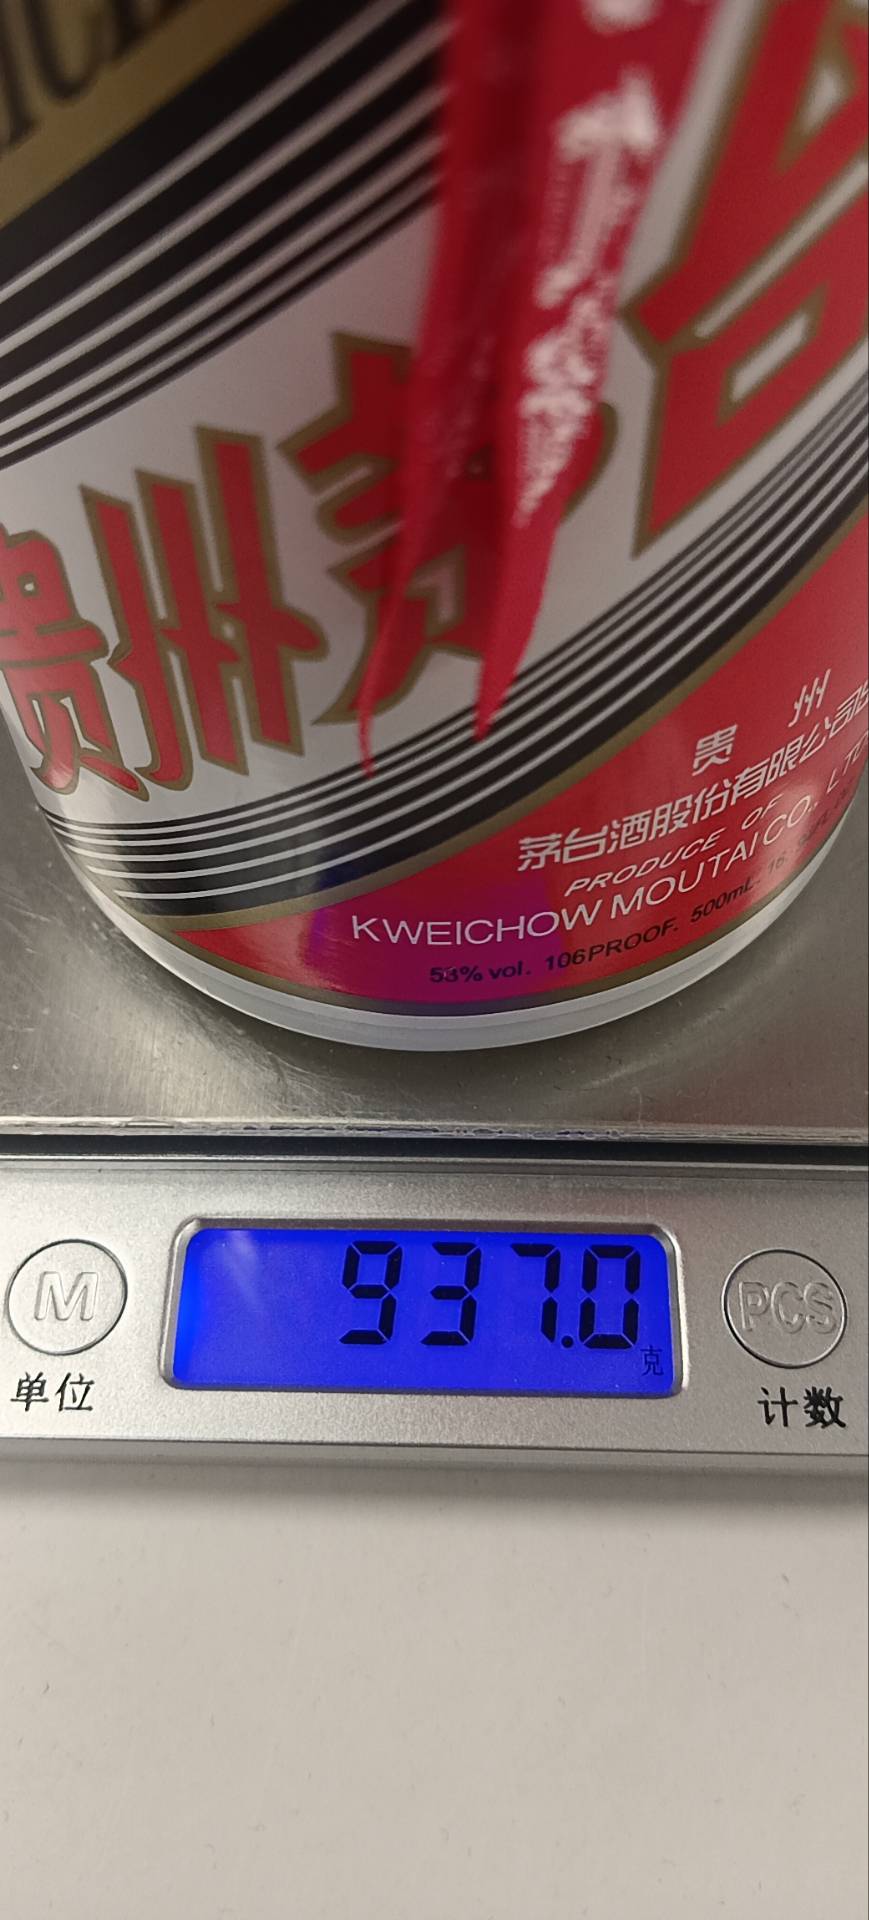 贵州茅台
贵 州
茅台酒股份有限公司
PRODUCE OF
KWEICHOW MOUTAI CO., LTD
53% vol. 106PROOF. 500mL.
937.0
克
M
PCS
单位
计数